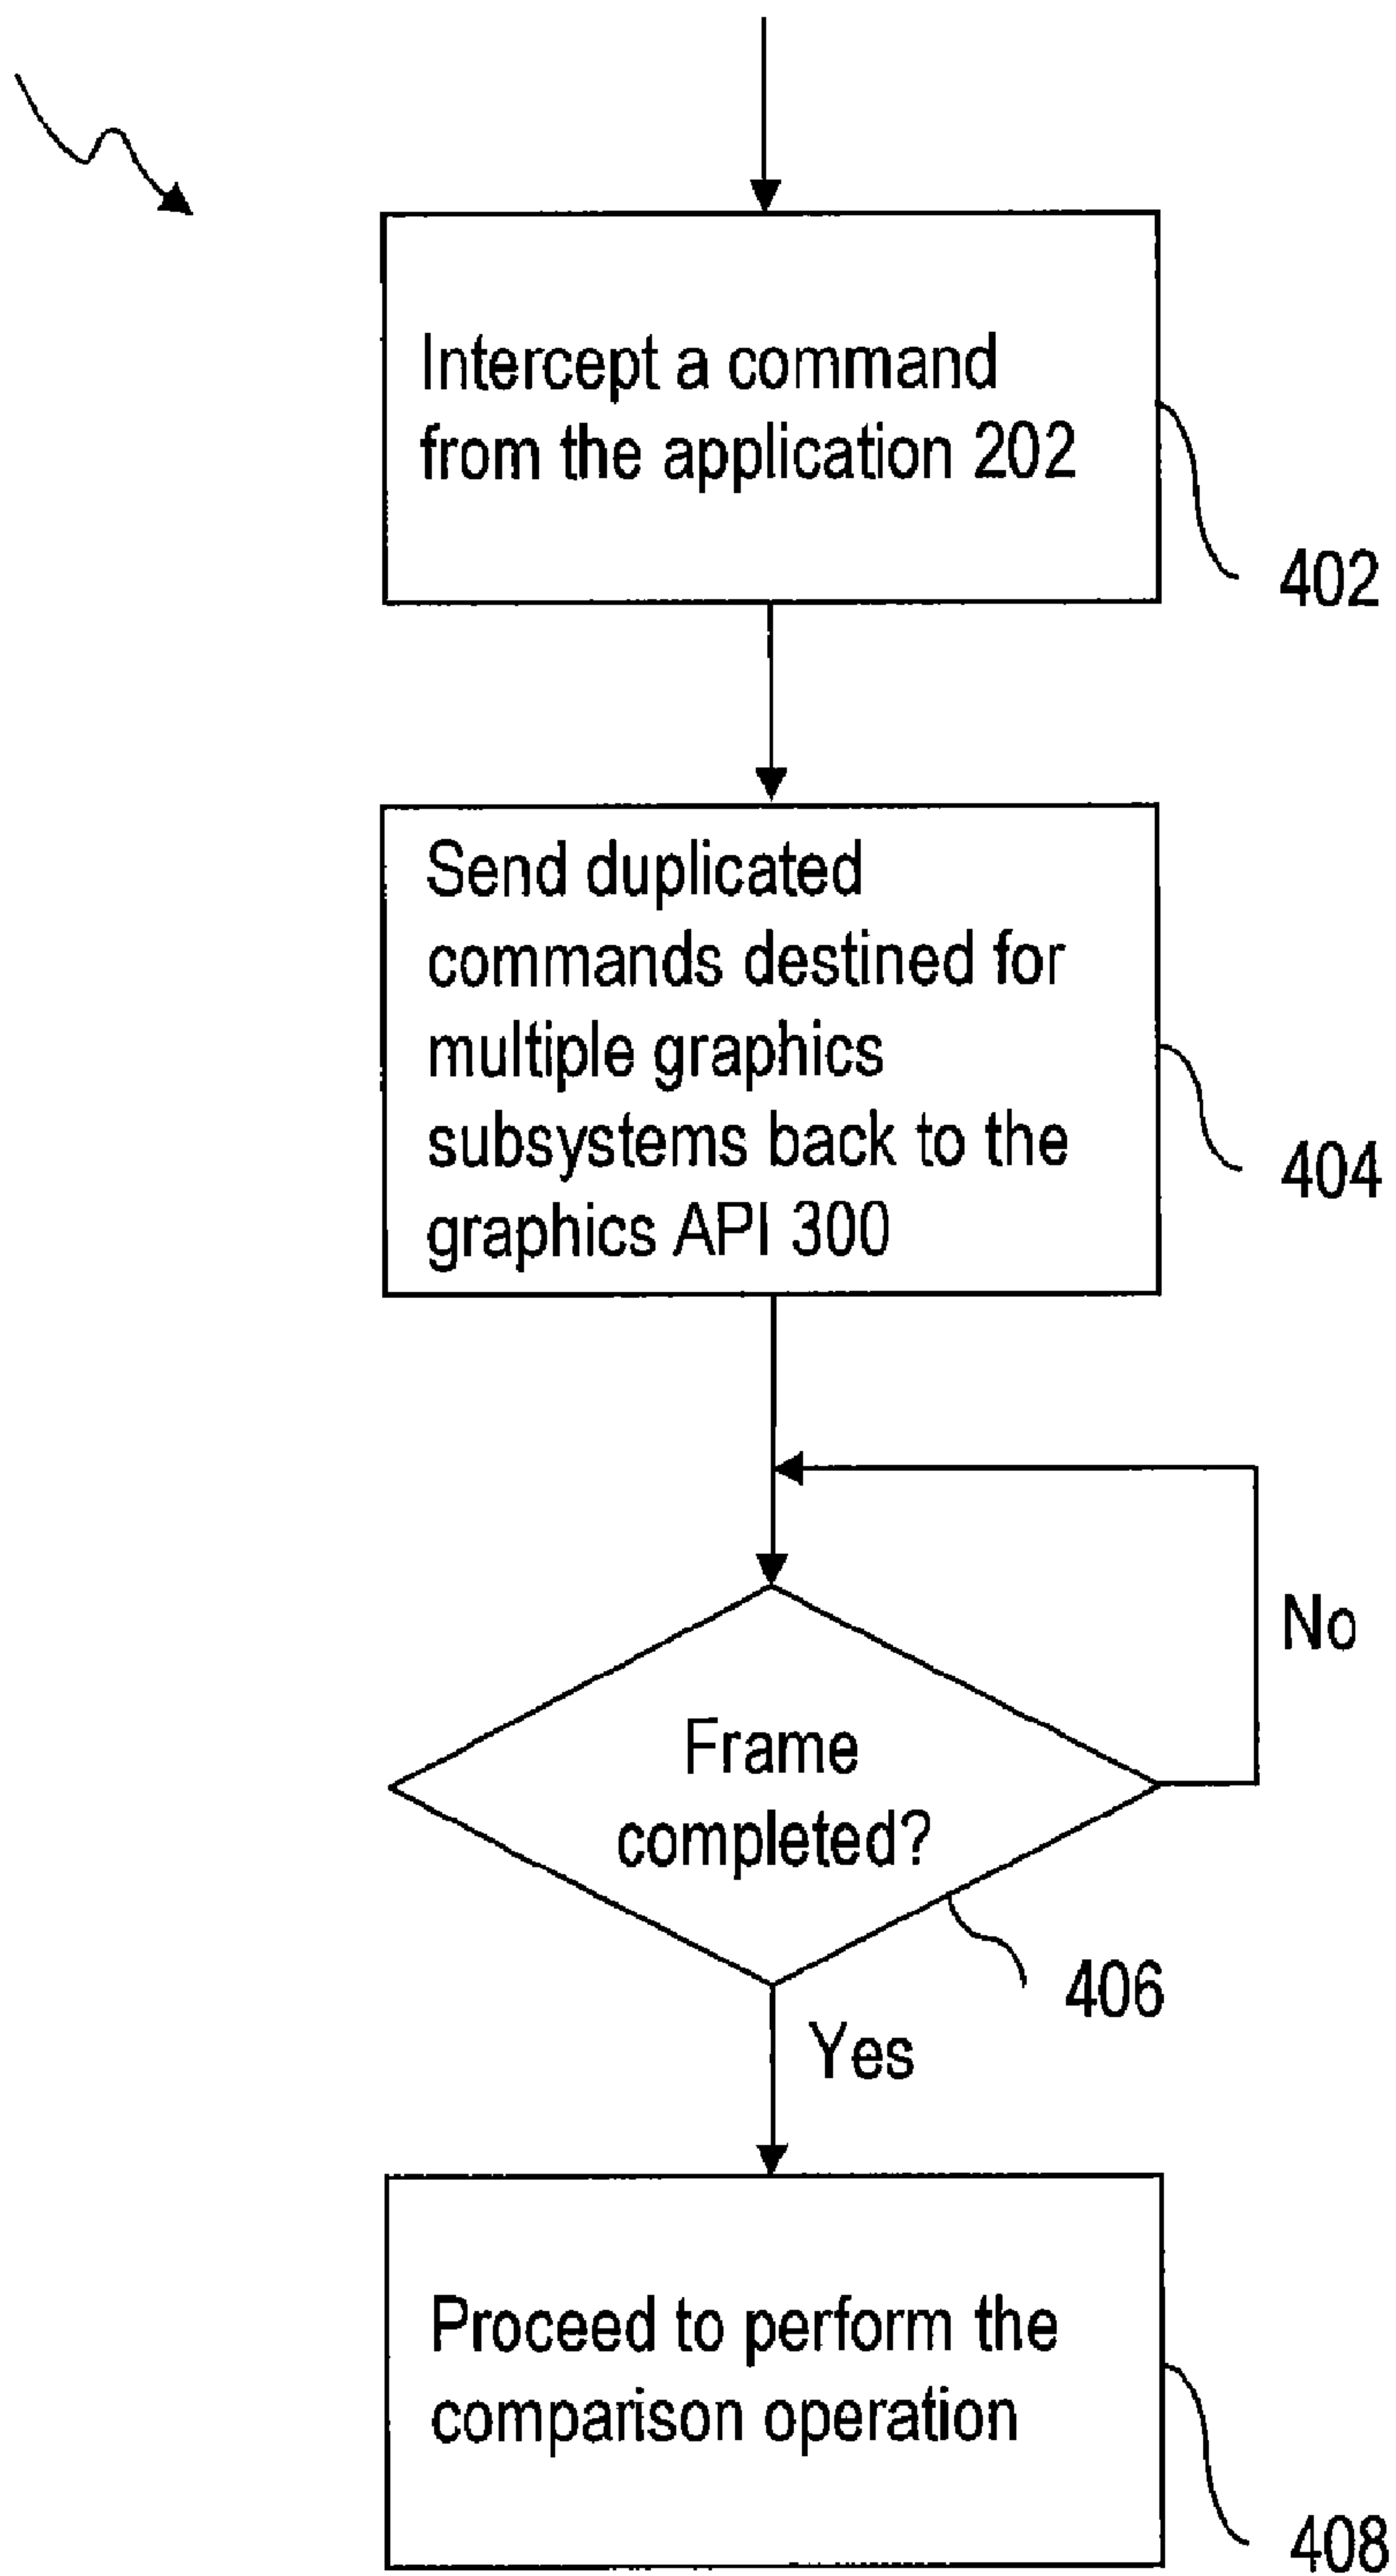 Intercept a command
from the application 202
402
Send duplicated
commands destined for
multiple graphics
subsystems back to the
graphics API 300
404
No
Frame
completed?
406
Yes
Proceed to perform the
comparison operation
408